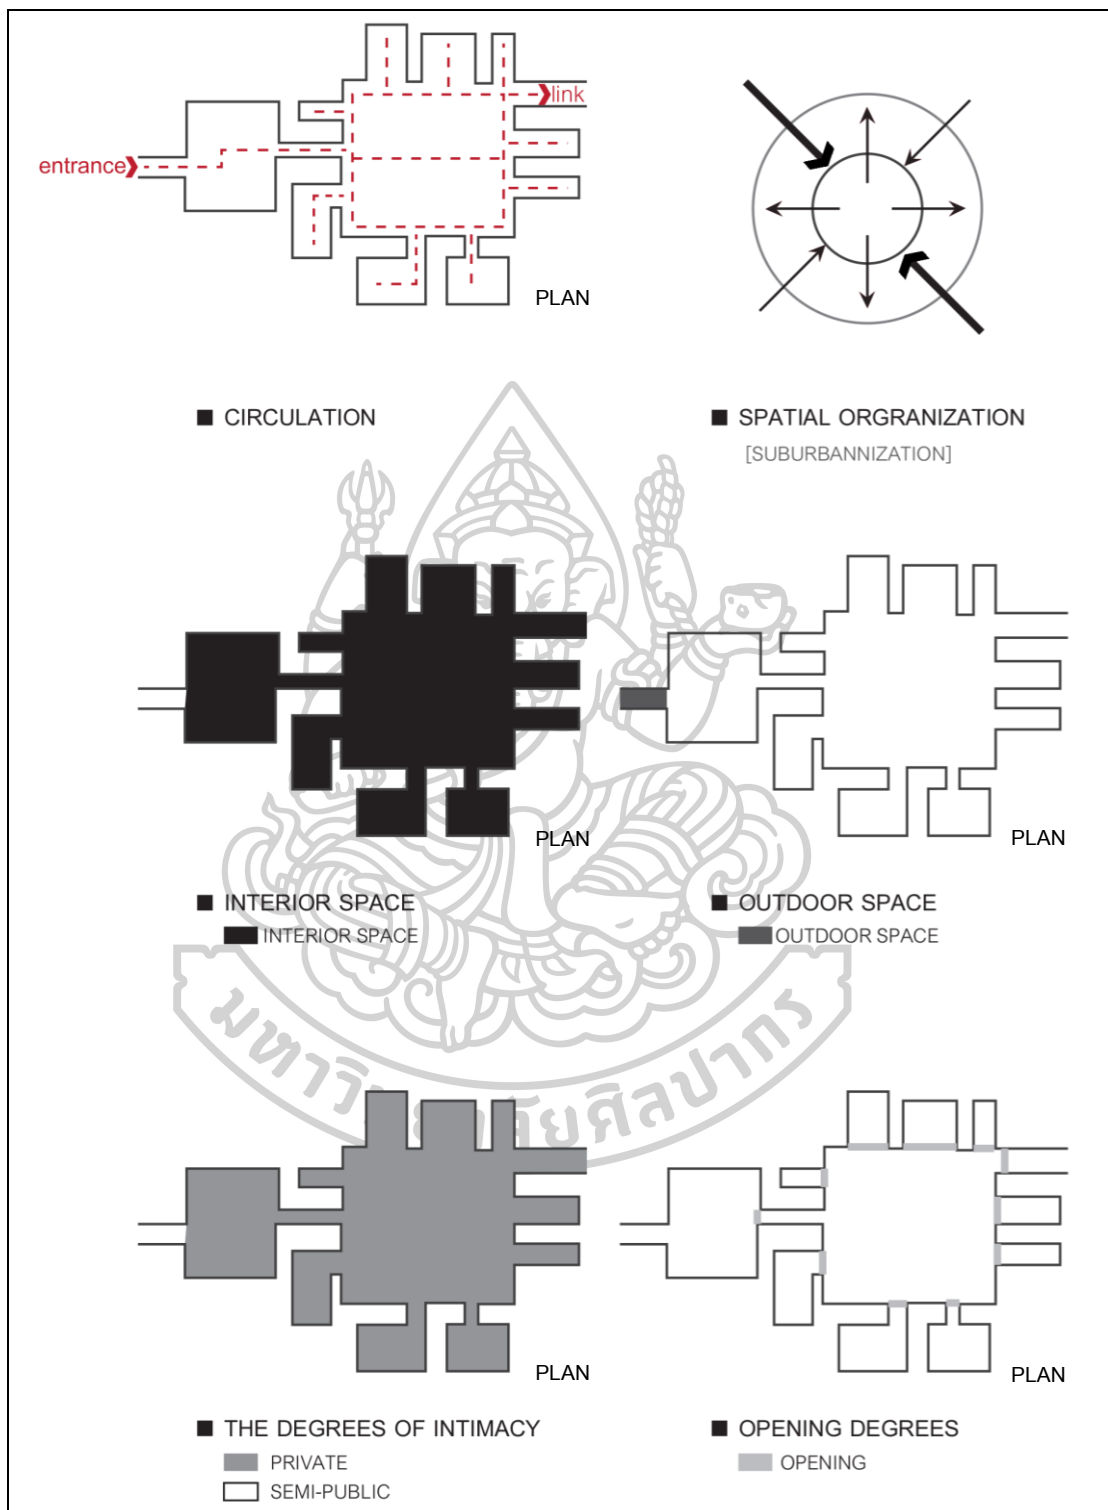 entrance
link
PLAN
■ CIRCULATION
■ SPATIAL ORGRANIZATION
[SUBURBANNIZATION]
PLAN
PLAN
■ INTERIOR SPACE
INTERIOR SPACE
■ OUTDOOR SPACE
OUTDOOR SPACE
PLAN
PLAN
■ THE DEGREES OF INTIMACY
PRIVATE
SEMI-PUBLIC
■ OPENING DEGREES
OPENING